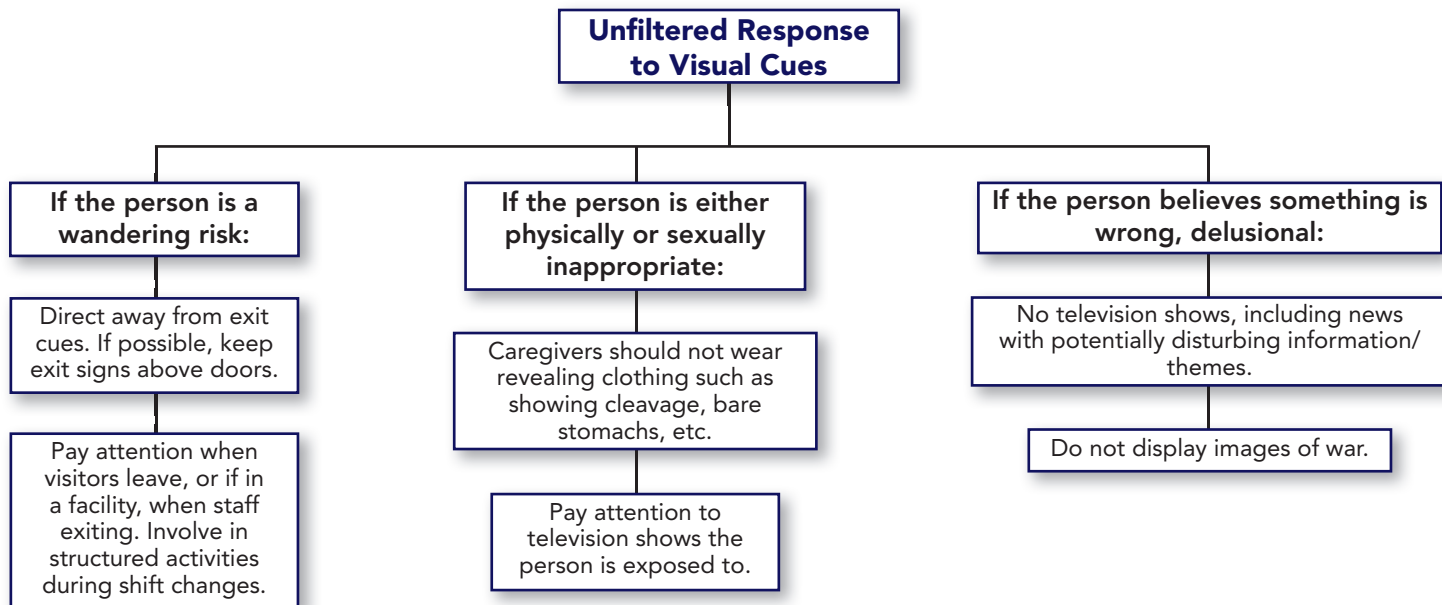 Unfiltered Response
to Visual Cues
If the person is a
wandering risk:
Direct away from exit
cues. If possible, keep
exit signs above doors.
Pay attention when
visitors leave, or if in
a facility, when staff
exiting. Involve in
structured activities
during shift changes.
If the person is either
physically or sexually
inappropriate:
Caregivers should not wear
revealing clothing such as
showing cleavage, bare
stomachs, etc.
Pay attention to
television shows the
person is exposed to.
If the person believes something is
wrong, delusional:
No television shows, including news
with potentially disturbing information/
themes.
Do not display images of war.